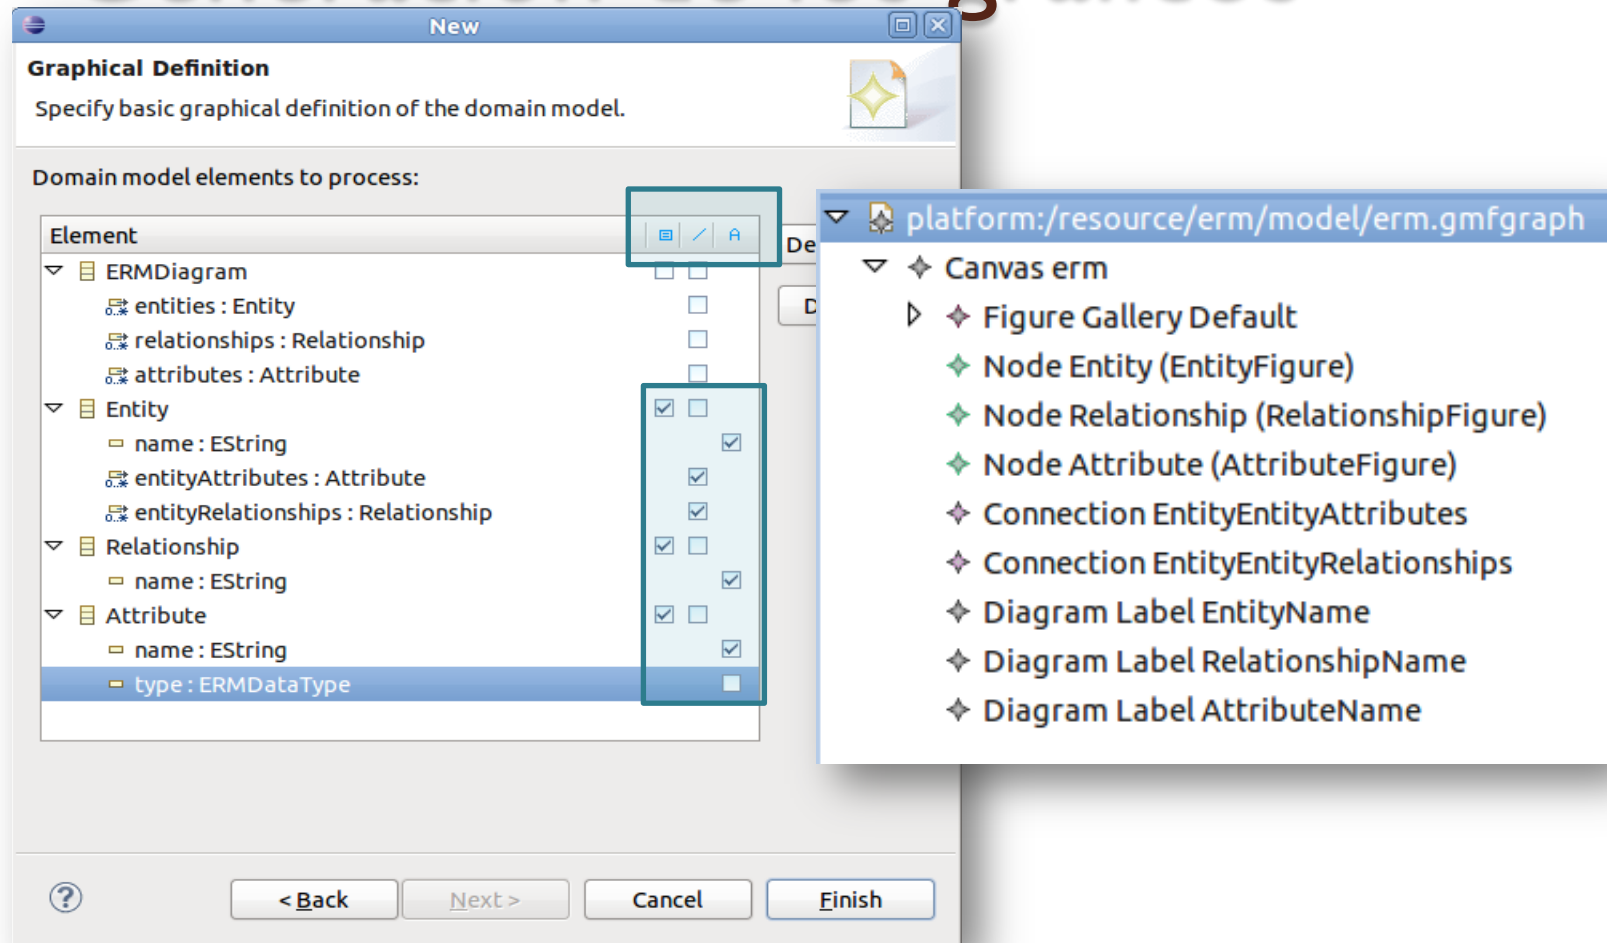 New
Graphical Definition
Specify basic graphical definition of the domain model.
Domain model elements to process:
Element
ERMDiagram
entities : Entity
relationships : Relationship
attributes : Attribute
Entity
name : EString
entityAttributes : Attribute
entityRelationships : Relationship
Relationship
name : EString
Attribute
name : EString
type : ERMDataType
De
D
platform:/resource/erm/model/erm.gmfgraph
Canvas erm
Figure Gallery Default
Node Entity (EntityFigure)
Node Relationship (RelationshipFigure)
Node Attribute (AttributeFigure)
Connection EntityEntityAttributes
Connection EntityEntityRelationships
Diagram Label EntityName
Diagram Label RelationshipName
Diagram Label AttributeName
< Back
Next >
Cancel
Finish